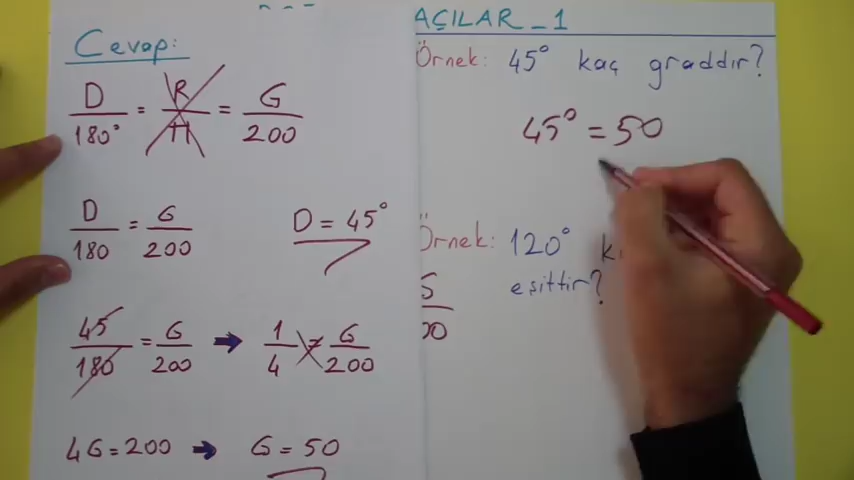 Cevap:
D/180° = R/π = G/200
D/180 = G/200
D = 45°
45/180 = G/200 → 1/4 = G/200
4G = 200 → G = 50
AÇILAR _ 1
Örnek: 45° kaç graddır?
45° = 50
Örnek: 120° k
eşittir?